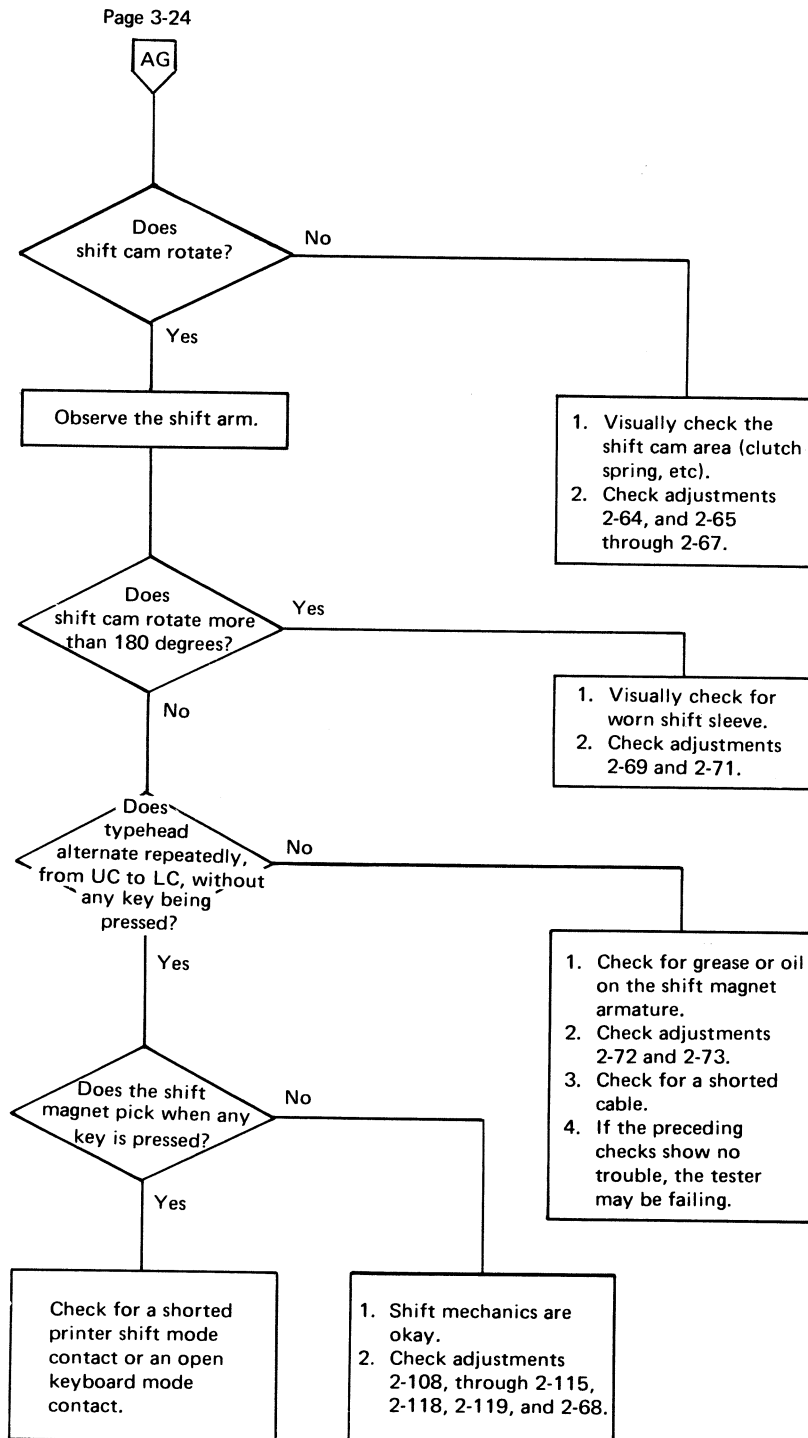 Page 3-24
AG
Does
shift cam rotate?
No
Yes
Observe the shift arm.
1. Visually check the
shift cam area (clutch
spring, etc).
2. Check adjustments
2-64, and 2-65
through 2-67.
Does
shift cam rotate more
than 180 degrees?
Yes
No
1. Visually check for
worn shift sleeve.
2. Check adjustments
2-69 and 2-71.
Does
typehead
alternate repeatedly,
from UC to LC, without
any key being
pressed?
No
Yes
1. Check for grease or oil
on the shift magnet
armature.
2. Check adjustments
2-72 and 2-73.
3. Check for a shorted
cable.
4. If the preceding
checks show no
trouble, the tester
may be failing.
Does the shift
magnet pick when any
key is pressed?
No
Yes
Check for a shorted
printer shift mode
contact or an open
keyboard mode
contact.
1. Shift mechanics are
okay.
2. Check adjustments
2-108, through 2-115,
2-118, 2-119, and 2-68.